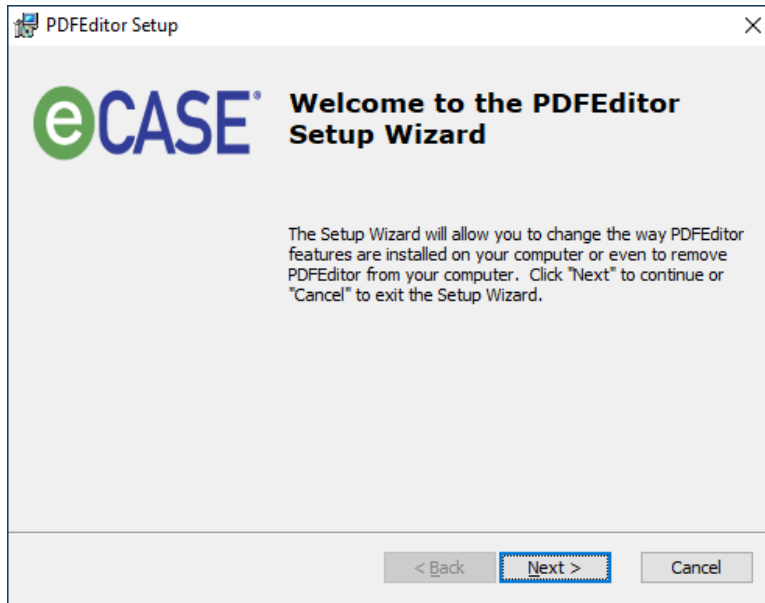 PDFEditor Setup
eCASE®
Welcome to the PDFEditor
Setup Wizard
The Setup Wizard will allow you to change the way PDFEditor
features are installed on your computer or even to remove
PDFEditor from your computer.  Click "Next" to continue or
"Cancel" to exit the Setup Wizard.
< Back
Next >
Cancel